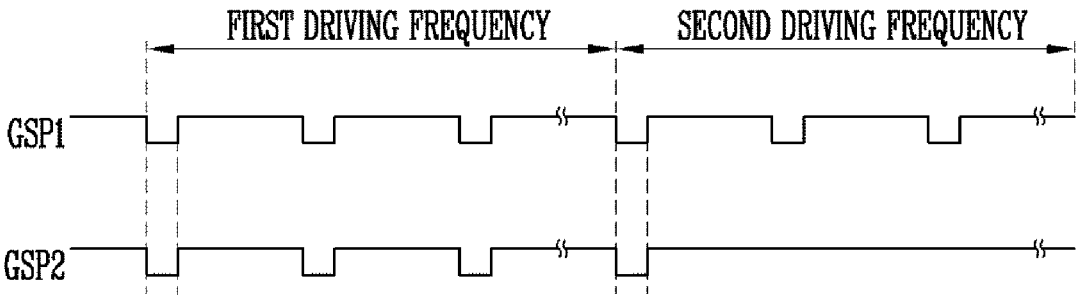 FIRST DRIVING FREQUENCY SECOND DRIVING FREQUENCY
GSP1
GSP2